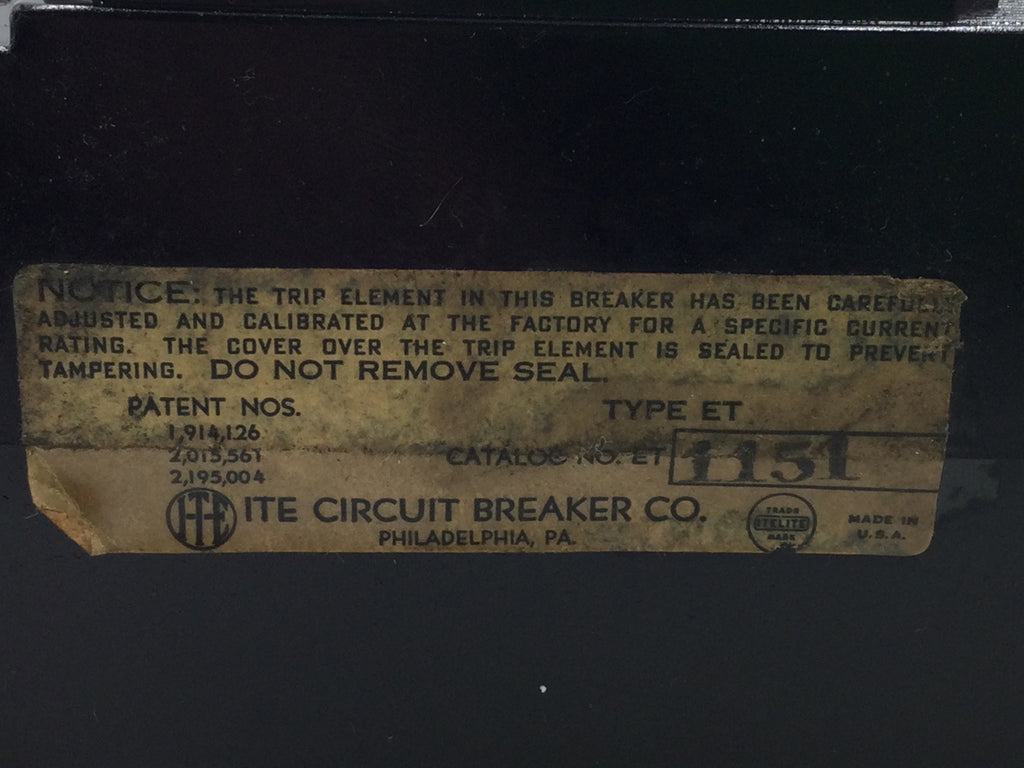 NOTICE: THE TRIP ELEMENT IN THIS BREAKER HAS BEEN CAREFULLY
ADJUSTED AND CALIBRATED AT THE FACTORY FOR A SPECIFIC CURRENT
RATING. THE COVER OVER THE TRIP ELEMENT IS SEALED TO PREVENT
TAMPERING. DO NOT REMOVE SEAL.
PATENT NOS.
1,914,126
2,015,561
2,195,004
TYPE ET
CATALOG NO. ET 1151
ITE ITE CIRCUIT BREAKER CO.
PHILADELPHIA, PA.
TRADE
ITELITE
MARK
MADE IN
U.S.A.